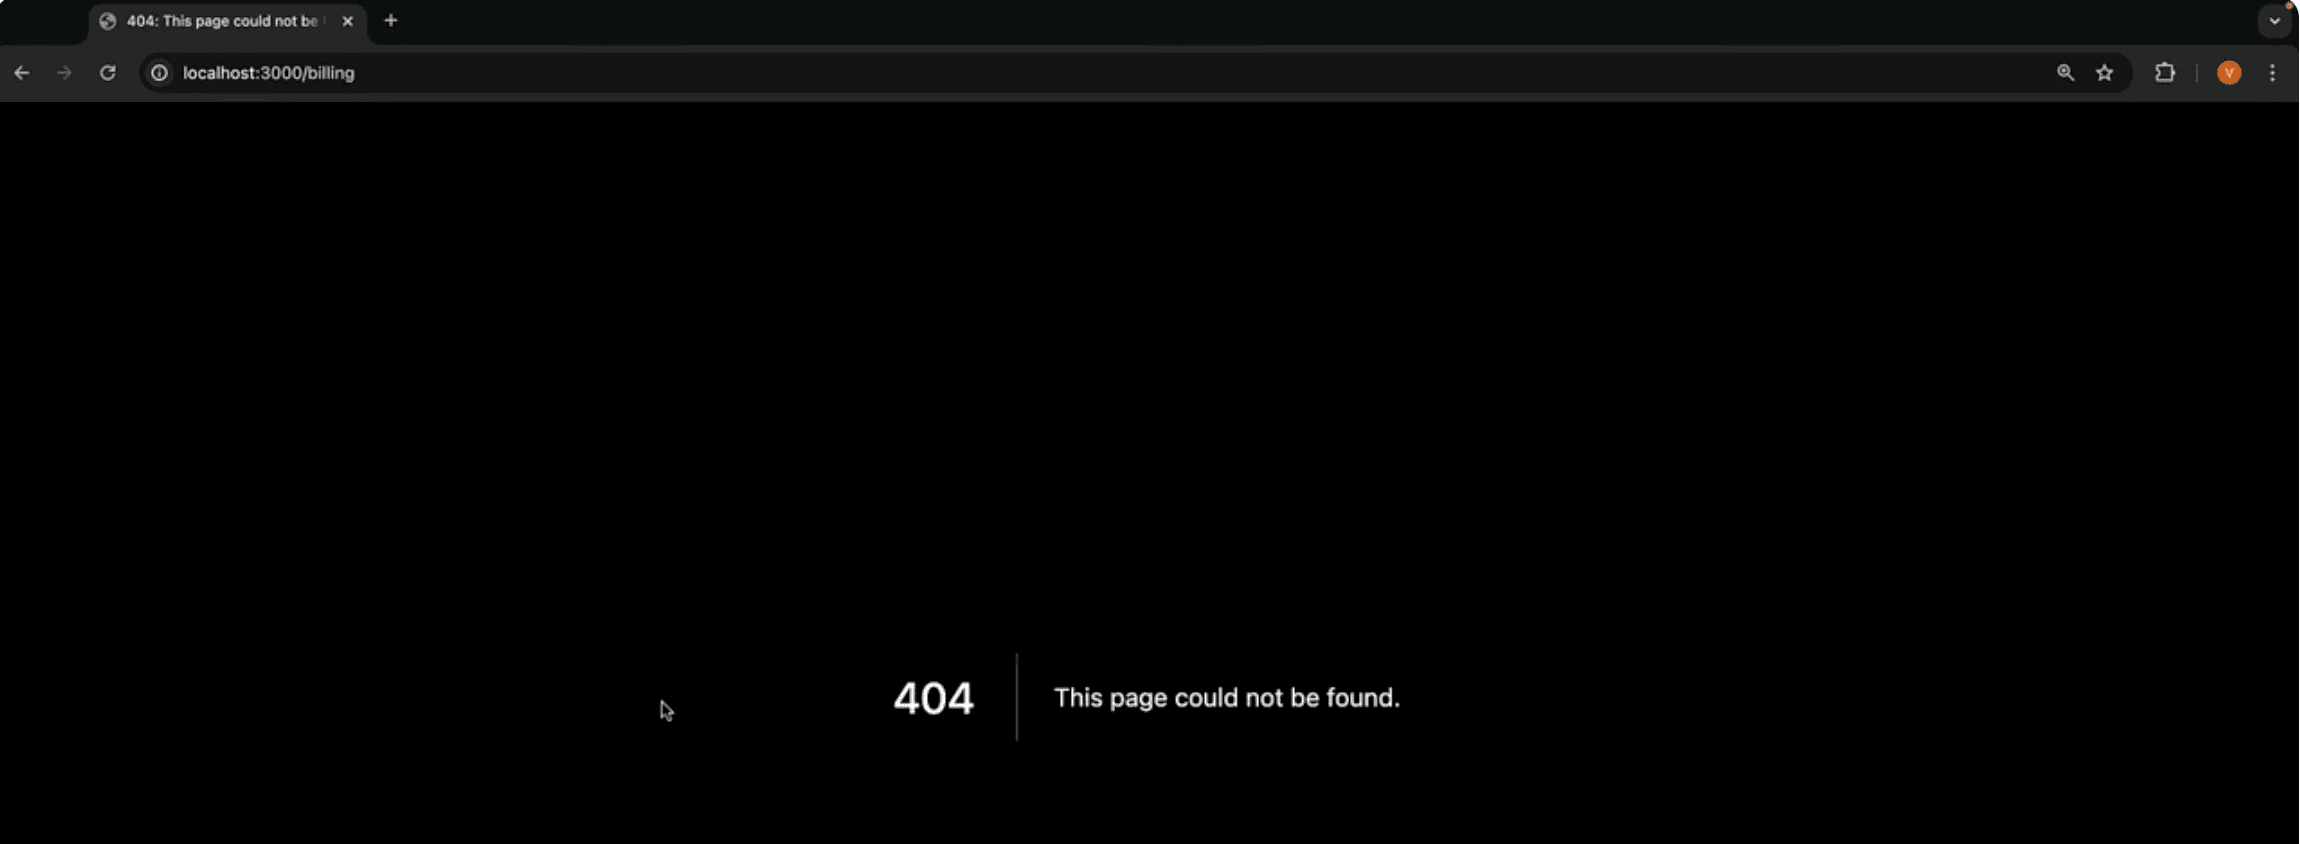 404: This page could not be
localhost:3000/billing
V
404
This page could not be found.